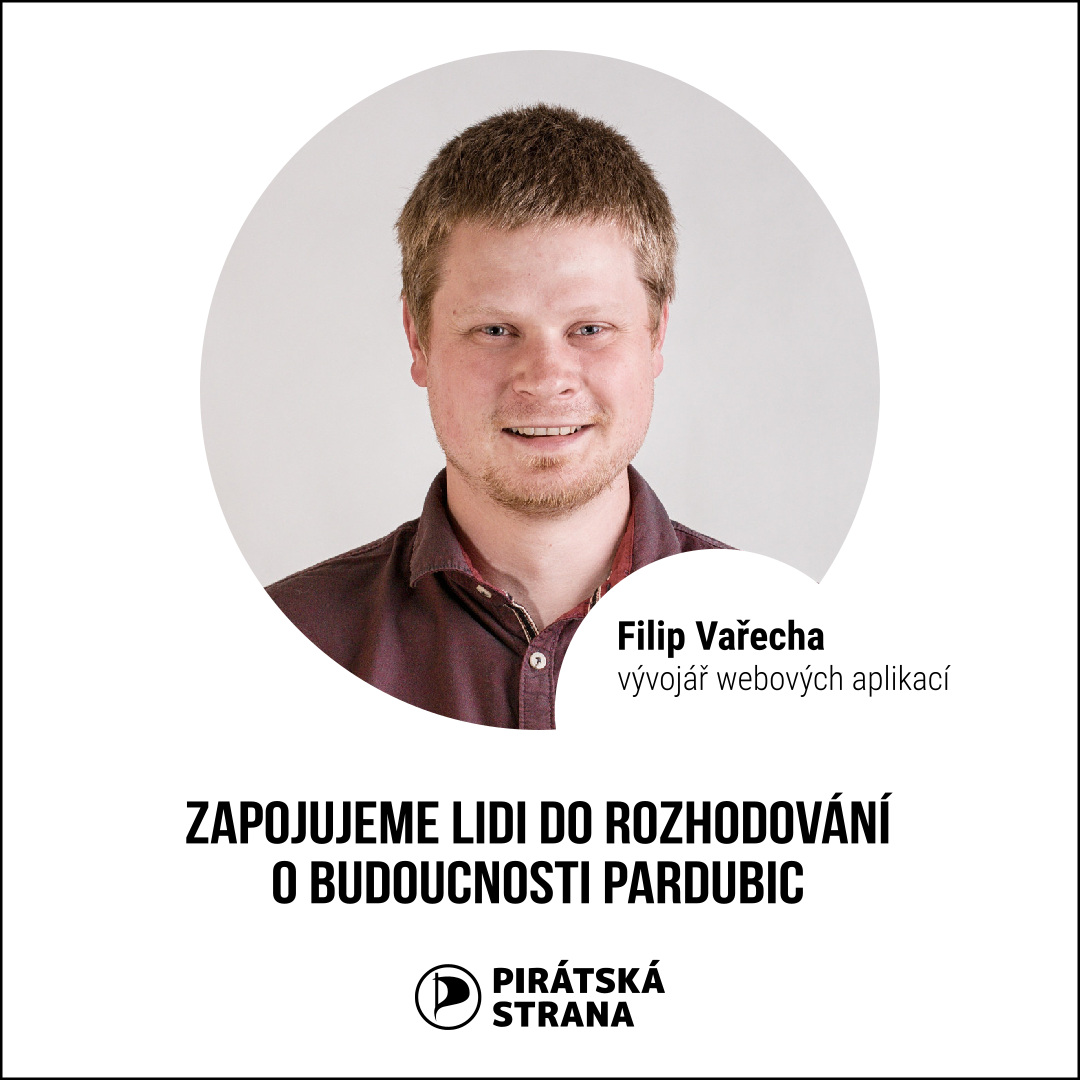 Filip Vařecha
vývojář webových aplikací
ZAPOJUJEME LIDI DO ROZHODOVÁNÍ
O BUDOUCNOSTI PARDUBIC
PIRÁTSKÁ
STRANA